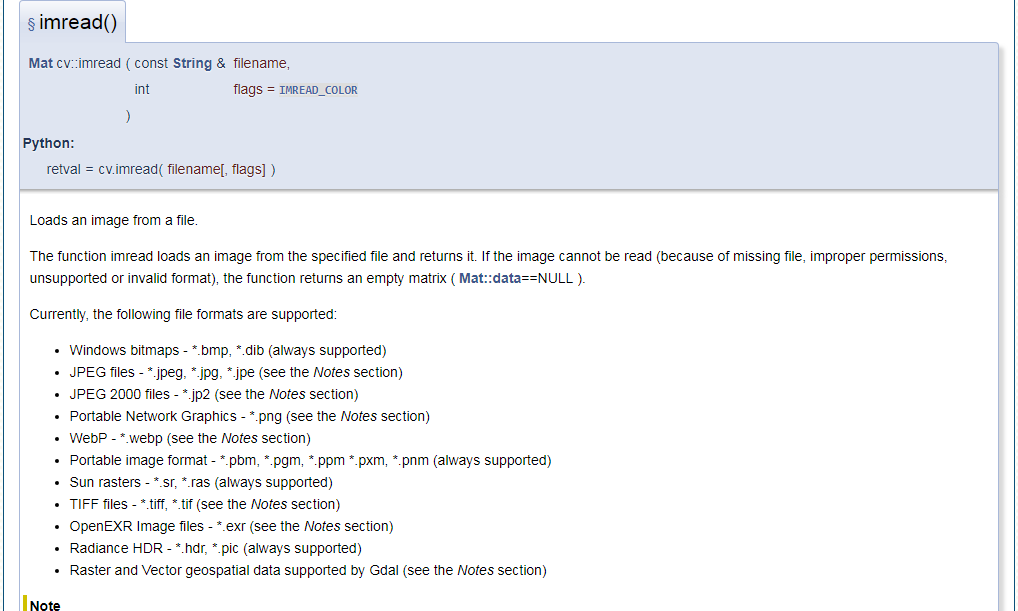 § imread()
Mat cv::imread ( const String & filename,
int flags = IMREAD_COLOR
)
Python:
retval = cv.imread( filename[, flags] )
Loads an image from a file.
The function imread loads an image from the specified file and returns it. If the image cannot be read (because of missing file, improper permissions,
unsupported or invalid format), the function returns an empty matrix ( Mat::data==NULL ).
Currently, the following file formats are supported:
• Windows bitmaps - *.bmp, *.dib (always supported)
• JPEG files - *.jpeg, *.jpg, *.jpe (see the Notes section)
• JPEG 2000 files - *.jp2 (see the Notes section)
• Portable Network Graphics - *.png (see the Notes section)
• WebP - *.webp (see the Notes section)
• Portable image format - *.pbm, *.pgm, *.ppm *.pxm, *.pnm (always supported)
• Sun rasters - *.sr, *.ras (always supported)
• TIFF files - *.tiff, *.tif (see the Notes section)
• OpenEXR Image files - *.exr (see the Notes section)
• Radiance HDR - *.hdr, *.pic (always supported)
• Raster and Vector geospatial data supported by Gdal (see the Notes section)
Note